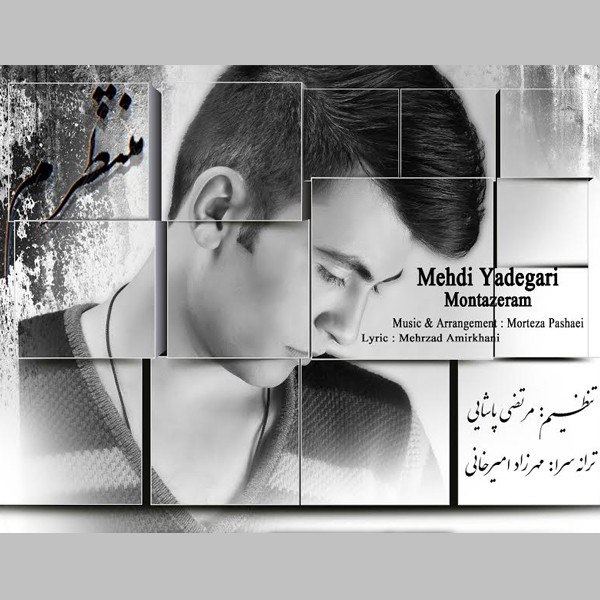 منتظرم
Mehdi Yadegari
Montazeram
Music & Arrangement : Morteza Pashaei
Lyric : Mehrzad Amirkhani
تنظیم: مرتضی پاشایی
ترانه سرا: مهرزاد امیرخانی